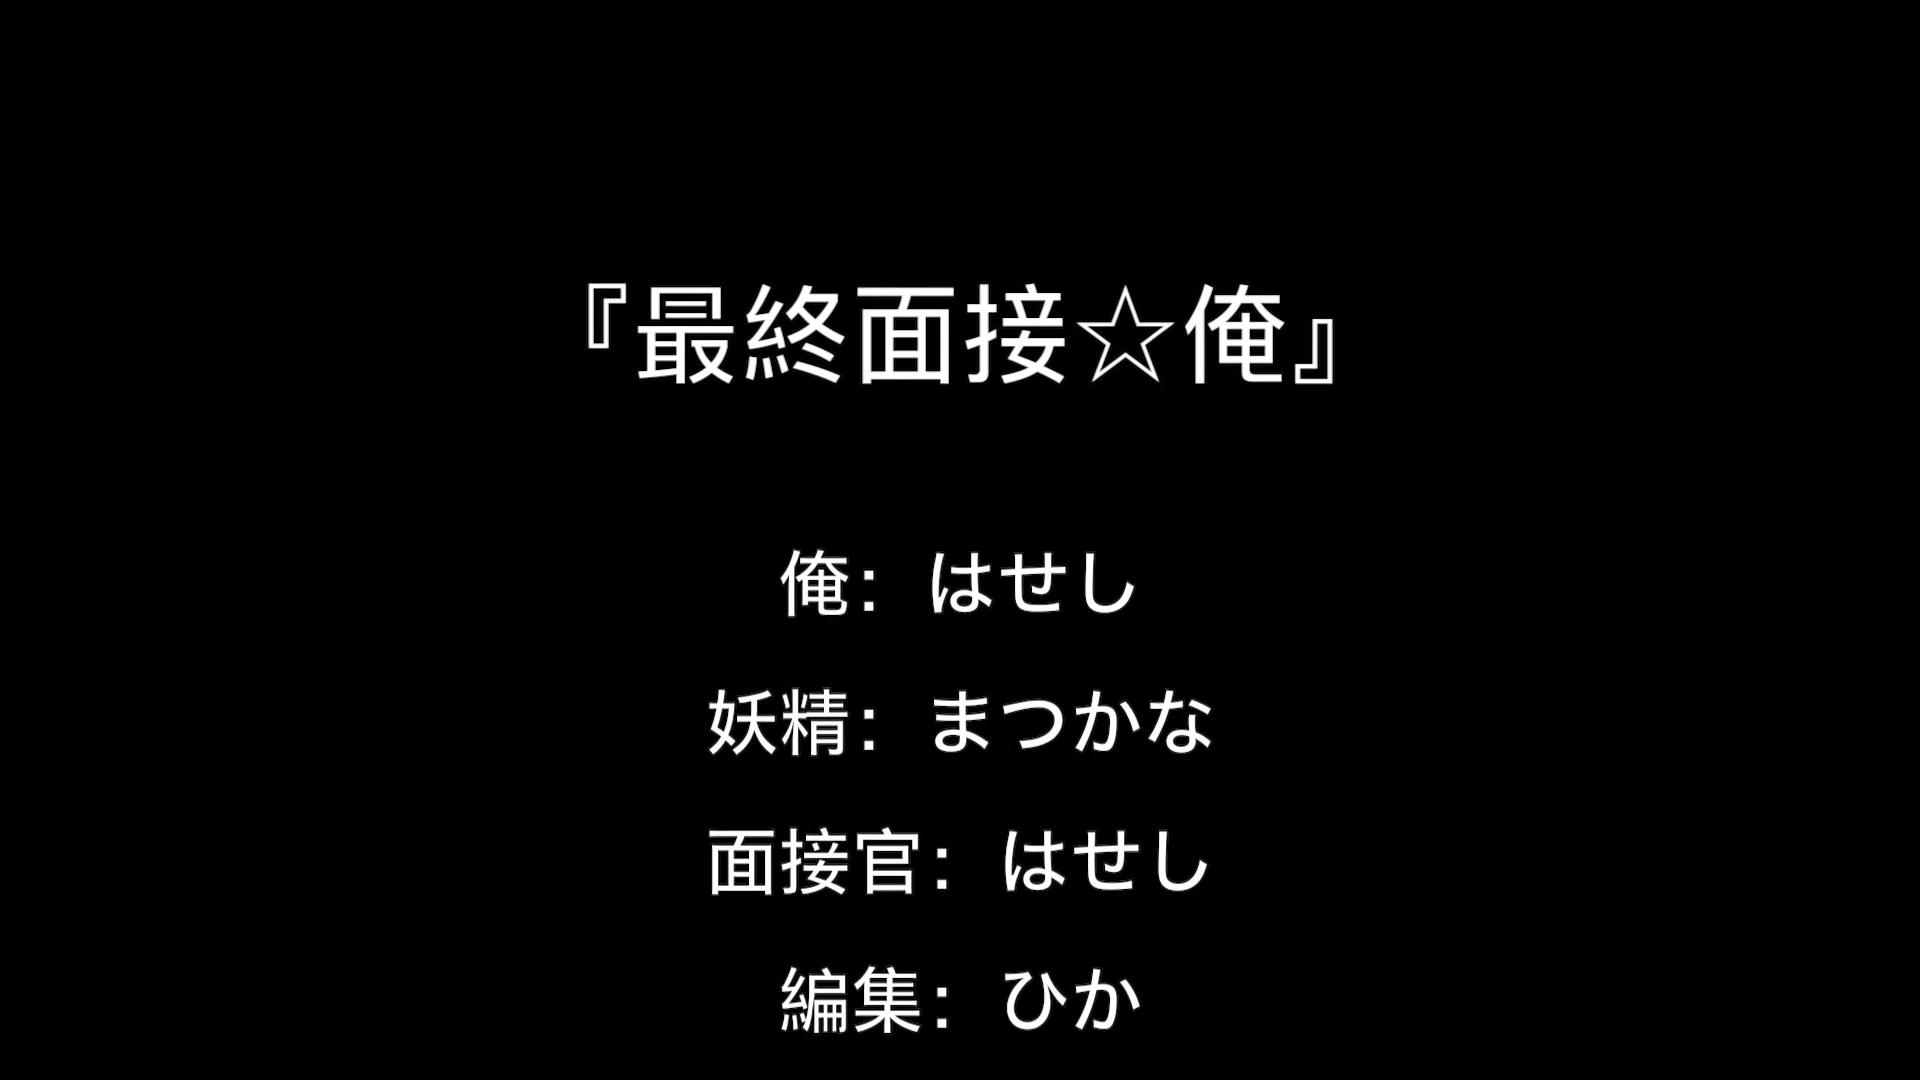 『最終面接☆俺』
俺：はせし
妖精：まつかな
面接官：はせし
編集：ひか